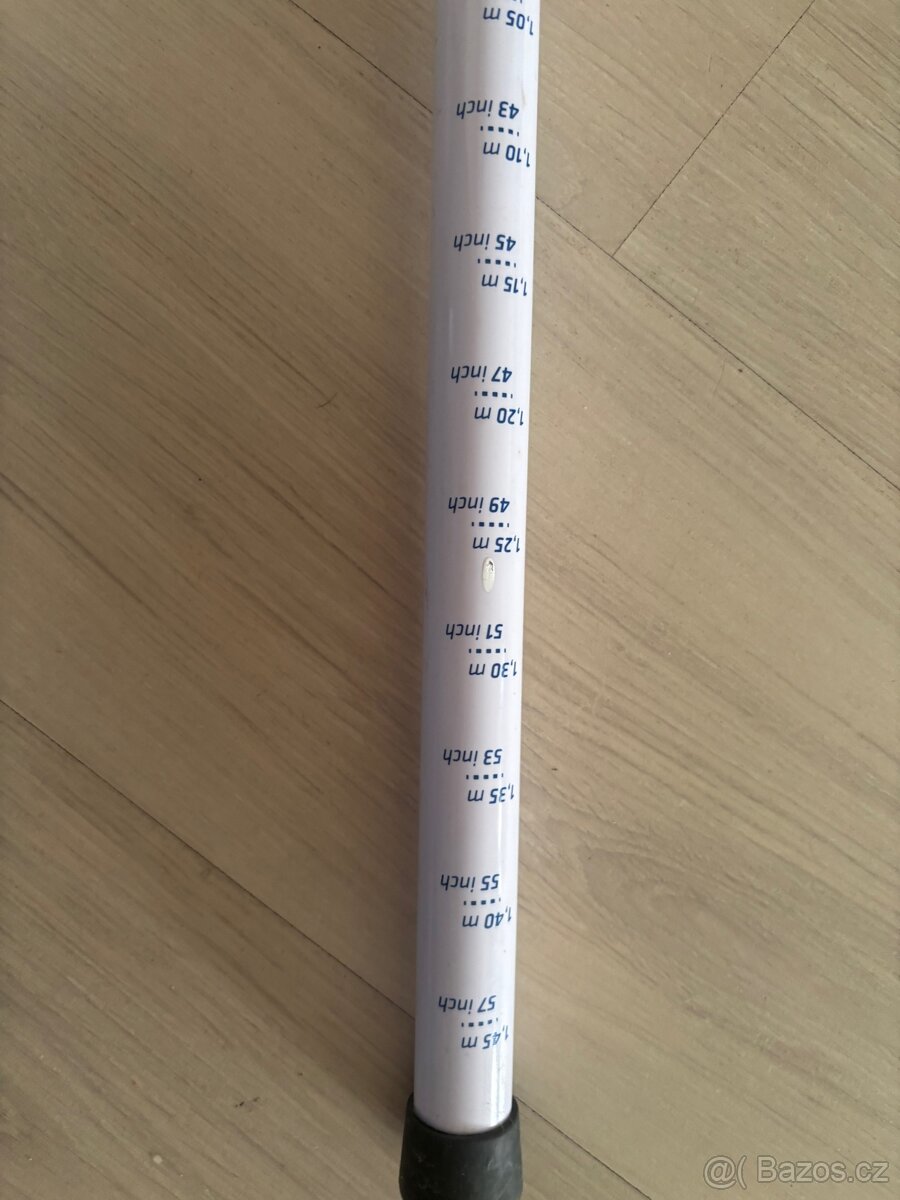 1,45 m
57 inch
1,40 m
55 inch
1,35 m
53 inch
1,30 m
51 inch
1,25 m
49 inch
1,20 m
47 inch
1,15 m
45 inch
1,10 m
43 inch
1,05 m
@( Bazos.cz